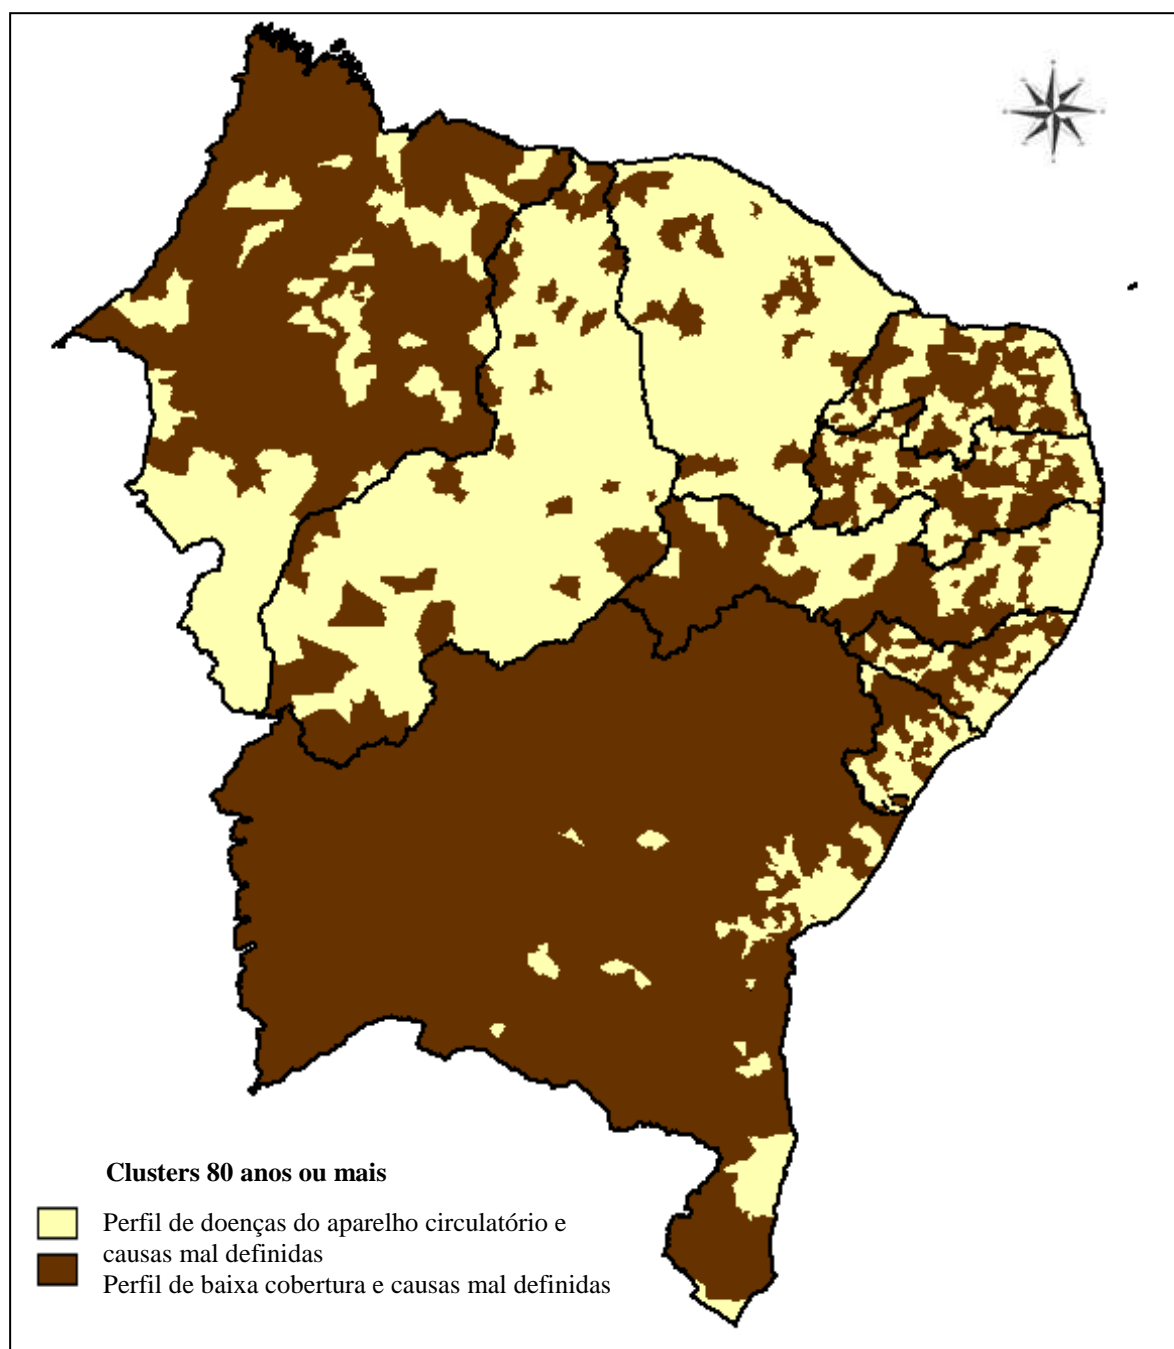 Clusters 80 anos ou mais
Perfil de doenças do aparelho circulatório e
causas mal definidas
Perfil de baixa cobertura e causas mal definidas